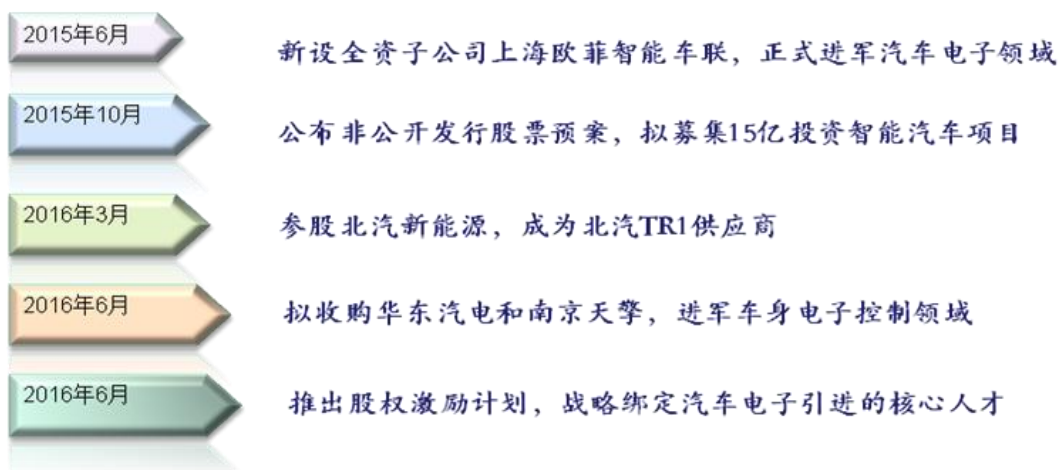 2015年6月
新设全资子公司上海欧菲智能车联，正式进军汽车电子领域
2015年10月
公布非公开发行股票预案，拟募集15亿投资智能汽车项目
2016年3月
参股北汽新能源，成为北汽TR1供应商
2016年6月
拟收购华东汽电和南京天擎，进军车身电子控制领域
2016年6月
推出股权激励计划，战略绑定汽车电子引进的核心人才